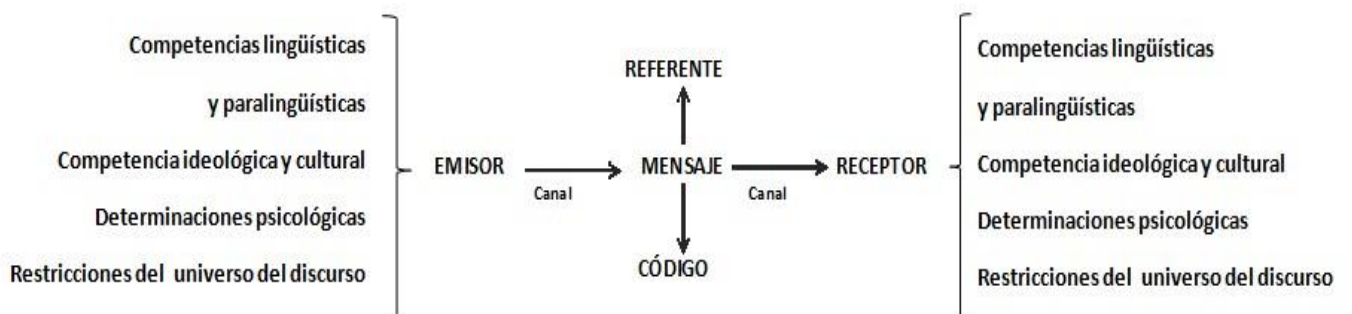 Competencias lingüísticas
y paralingüísticas
Competencia ideológica y cultural
Determinaciones psicológicas
Restricciones del universo del discurso
REFERENTE
EMISOR
Canal
MENSAJE
Canal
RECEPTOR
CÓDIGO
Competencias lingüísticas
y paralingüísticas
Competencia ideológica y cultural
Determinaciones psicológicas
Restricciones del universo del discurso